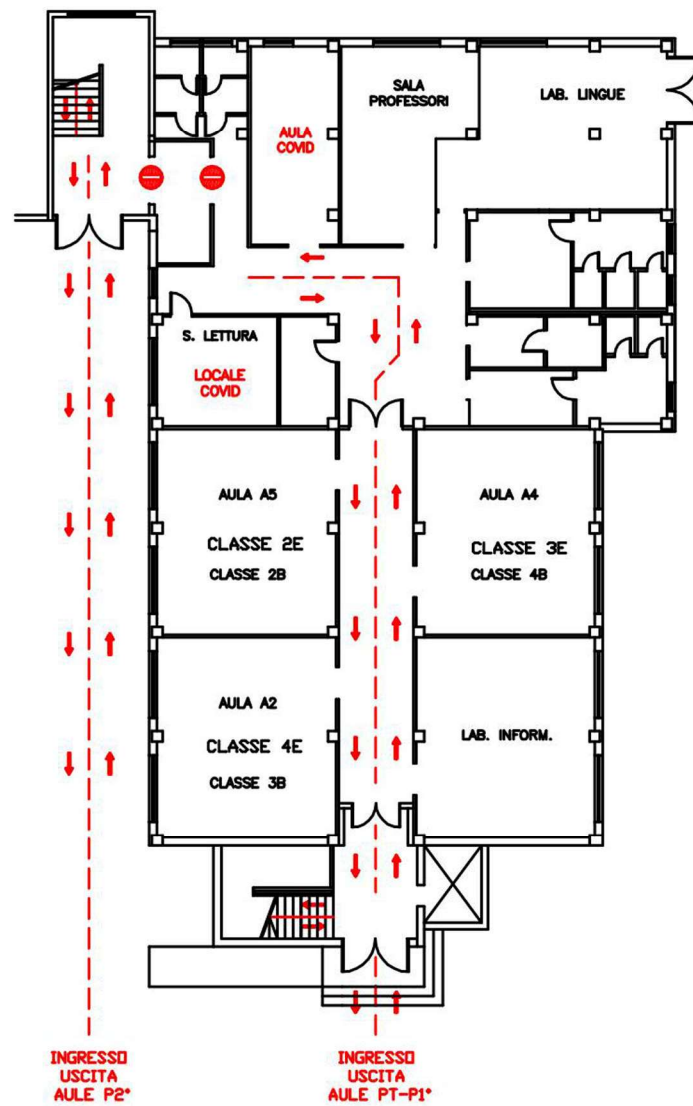 SALA
PROFESSORI
LAB. LINGUE
AULA
COVID
S. LETTURA
LOCALE
COVID
AULA A5
CLASSE 2E
CLASSE 2B
AULA A4
CLASSE 3E
CLASSE 4B
AULA A2
CLASSE 4E
CLASSE 3B
LAB. INFORM.
INGRESSO
USCITA
AULE P2°
INGRESSO
USCITA
AULE PT-P1°